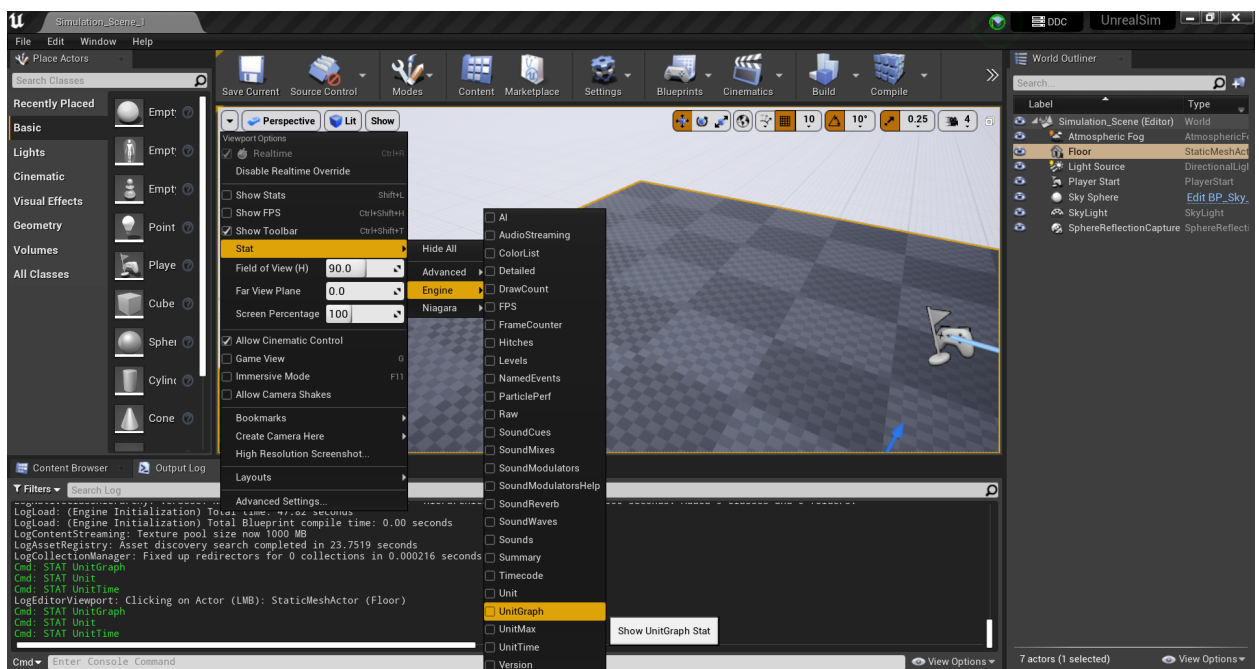 Simulation_Scene_1
DDC
UnrealSim
File Edit Window Help
Place Actors
Search Classes
Recently Placed
Basic
Lights
Cinematic
Visual Effects
Geometry
Volumes
All Classes
Empt
Empt
Empt
Point
Playe
Cube
Spher
Cylinc
Cone
Save Current Source Control Modes Content Marketplace Settings Blueprints Cinematics Build Compile
Perspective Lit Show
10 10° 0.25 4
Viewport Options
Realtime Ctrl+R
Disable Realtime Override
Show Stats Shift+L
Show FPS Ctrl+Shift+H
Show Toolbar Ctrl+Shift+T
Stat
Field of View (H) 90.0
Far View Plane 0.0
Screen Percentage 100
Allow Cinematic Control
Game View G
Immersive Mode F11
Allow Camera Shakes
Bookmarks
Create Camera Here
High Resolution Screenshot...
Layouts
Advanced Settings...
Hide All
Advanced
Engine
Niagara
AI
AudioStreaming
ColorList
Detailed
DrawCount
FPS
FrameCounter
Hitches
Levels
NamedEvents
ParticlePerf
Raw
SoundCues
SoundMixes
SoundModulators
SoundModulatorsHelp
SoundReverb
SoundWaves
Sounds
Summary
Timecode
Unit
UnitGraph
UnitMax
UnitTime
Version
Show UnitGraph Stat
World Outliner
Search...
Label Type
Simulation_Scene (Editor) World
Atmospheric Fog AtmosphericF
Floor StaticMeshAct
Light Source DirectionalLigl
Player Start PlayerStart
Sky Sphere Edit BP_Sky_
SkyLight SkyLight
SphereReflectionCapture SphereReflecti
7 actors (1 selected) View Options
Content Browser Output Log
Filters Search Log
LogLoad: (Engine Initialization) Total time: 47.82 seconds
LogLoad: (Engine Initialization) Total Blueprint compile time: 0.00 seconds
LogContentStreaming: Texture pool size now 1000 MB
LogAssetRegistry: Asset discovery search completed in 23.7519 seconds
LogCollectionManager: Fixed up redirectors for 0 collections in 0.000216 seconds
Cmd: STAT UnitGraph
Cmd: STAT Unit
Cmd: STAT UnitTime
LogEditorViewport: Clicking on Actor (LMB): StaticMeshActor (Floor)
Cmd: STAT UnitGraph
Cmd: STAT Unit
Cmd: STAT UnitTime
Cmd Enter Console Command
View Options